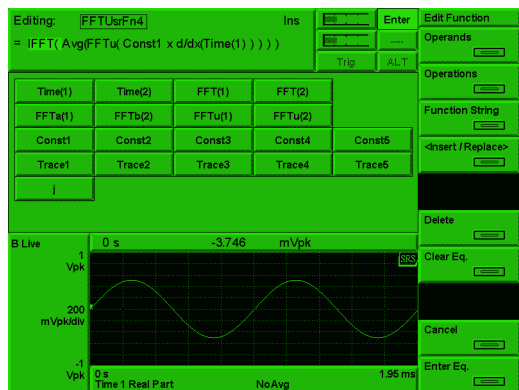 Editing: FFTUsrFn4 Ins Enter Edit Function
= IFFT( Avg(FFTu( Const1 x d/dx(Time(1) ) ) ) )
Trig ALT
Operands
Operations
Function String
<Insert / Replace>
Delete
Clear Eq.
Cancel
Enter Eq.
Time(1) Time(2) FFT(1) FFT(2)
FFTa(1) FFTb(2) FFTu(1) FFTu(2)
Const1 Const2 Const3 Const4 Const5
Trace1 Trace2 Trace3 Trace4 Trace5
j
B Live 0 s -3.746 mVpk
1
Vpk
SRS
200
mVpk/div
-1
Vpk
0 s 1.95 ms
Time 1 Real Part NoAvg